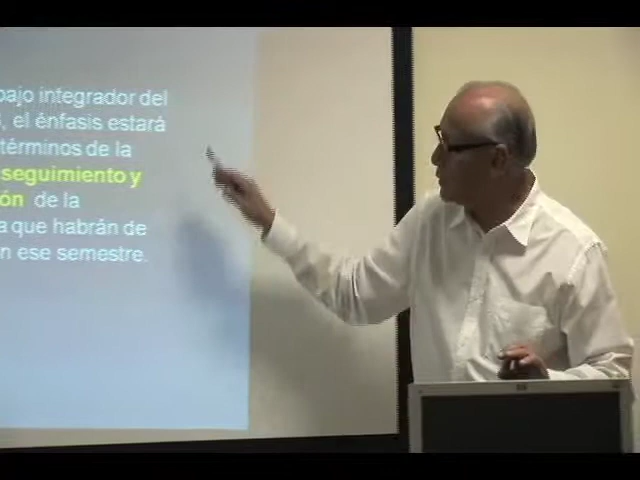 bajo integrador del
, el énfasis estará
términos de la
seguimiento y
ón de la
a que habrán de
n ese semestre.